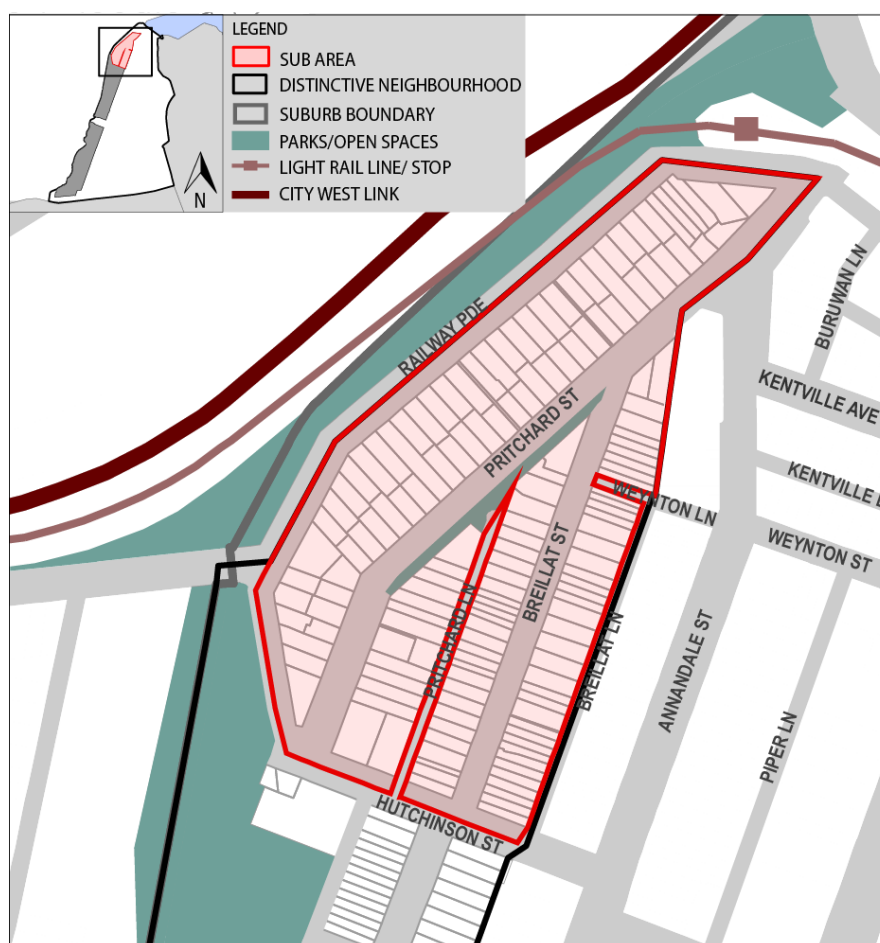 LEGEND
SUB AREA
DISTINCTIVE NEIGHBOURHOOD
SUBURB BOUNDARY
PARKS/OPEN SPACES
LIGHT RAIL LINE/ STOP
CITY WEST LINK
N
RAILWAY PDE
BURUWAN LN
KENTVILLE AVE
PRITCHARD ST
KENTVILLE L
WEYNTON LN
WEYNTON ST
BREILLAT ST
PRITCHARD LN
BREILLAT LN
ANNANDALE ST
PIPER LN
HUTCHINSON ST